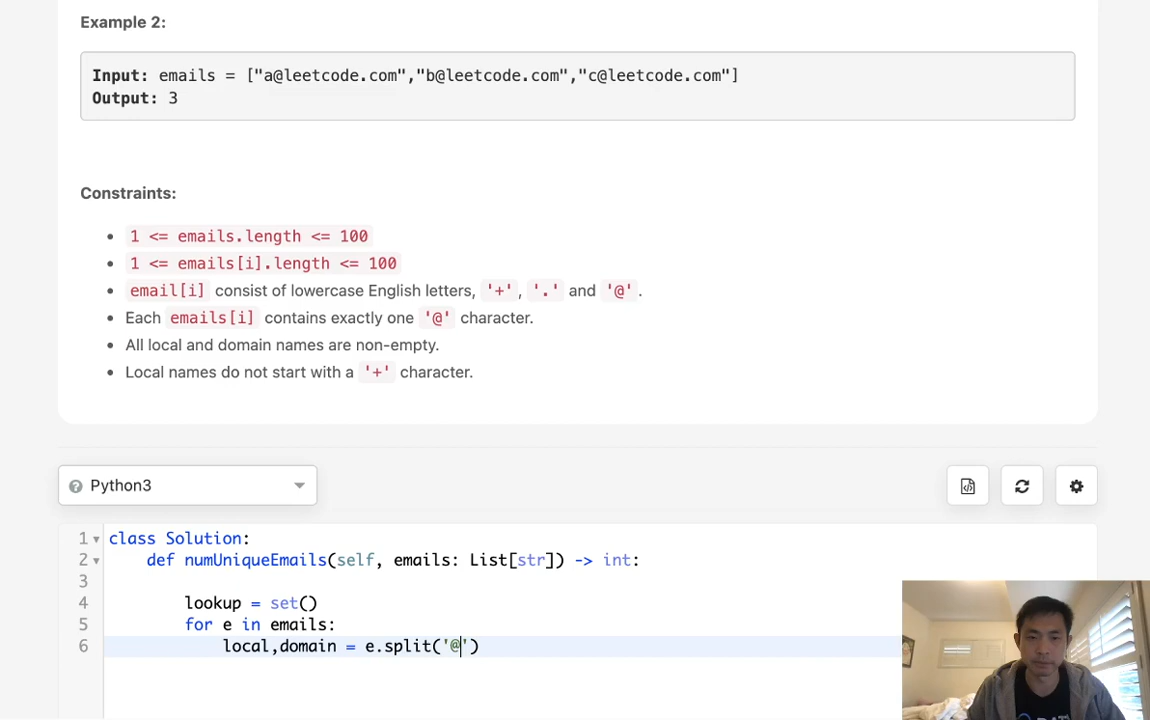 Example 2:
Input: emails = ["a@leetcode.com","b@leetcode.com","c@leetcode.com"]
Output: 3
Constraints:
1 <= emails.length <= 100
1 <= emails[i].length <= 100
email[i] consist of lowercase English letters, '+', '.' and '@'.
Each emails[i] contains exactly one '@' character.
All local and domain names are non-empty.
Local names do not start with a '+' character.
Python3
1 class Solution:
2 def numUniqueEmails(self, emails: List[str]) -> int:
3
4 lookup = set()
5 for e in emails:
6 local,domain = e.split('@')